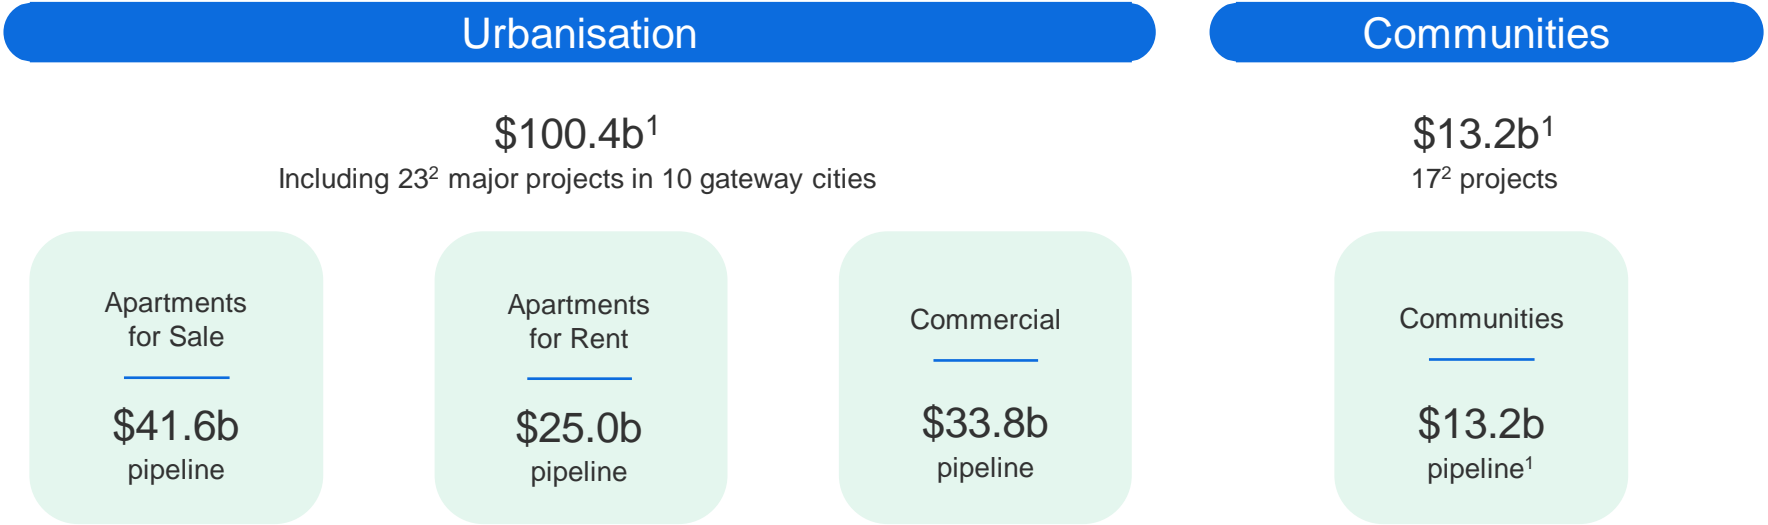 Urbanisation
$100.4b¹
Including 23² major projects in 10 gateway cities
Apartments
for Sale
$41.6b
pipeline
Apartments
for Rent
$25.0b
pipeline
Commercial
$33.8b
pipeline
Communities
$13.2b¹
17² projects
Communities
$13.2b
pipeline¹